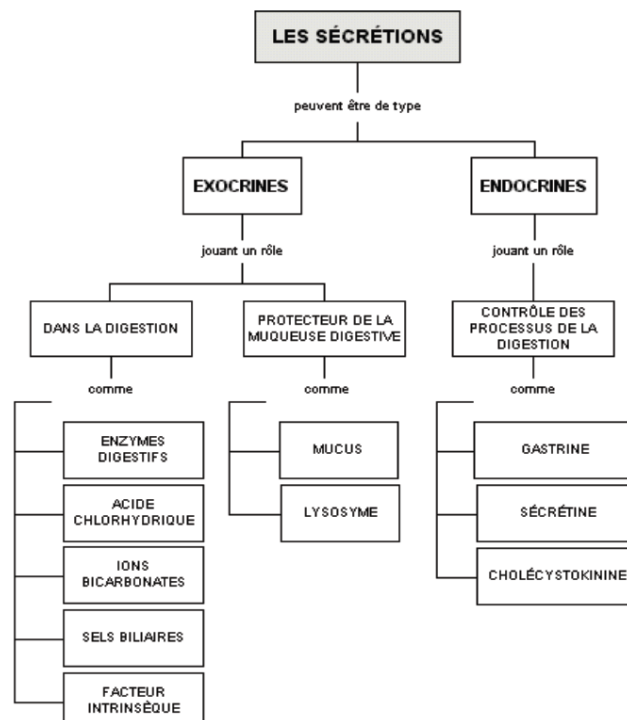 LES SÉCRÉTIONS
peuvent être de type
EXOCRINES
ENDOCRINES
jouant un rôle
jouant un rôle
DANS LA DIGESTION
PROTECTEUR DE LA
MUQUEUSE DIGESTIVE
CONTRÔLE DES
PROCESSUS DE LA
DIGESTION
comme
comme
comme
ENZYMES
DIGESTIFS
ACIDE
CHLORHYDRIQUE
IONS
BICARBONATES
SELS BILIAIRES
FACTEUR
INTRINSÈQUE
MUCUS
LYSOSYME
GASTRINE
SÉCRÉTINE
CHOLÉCYSTOKININE